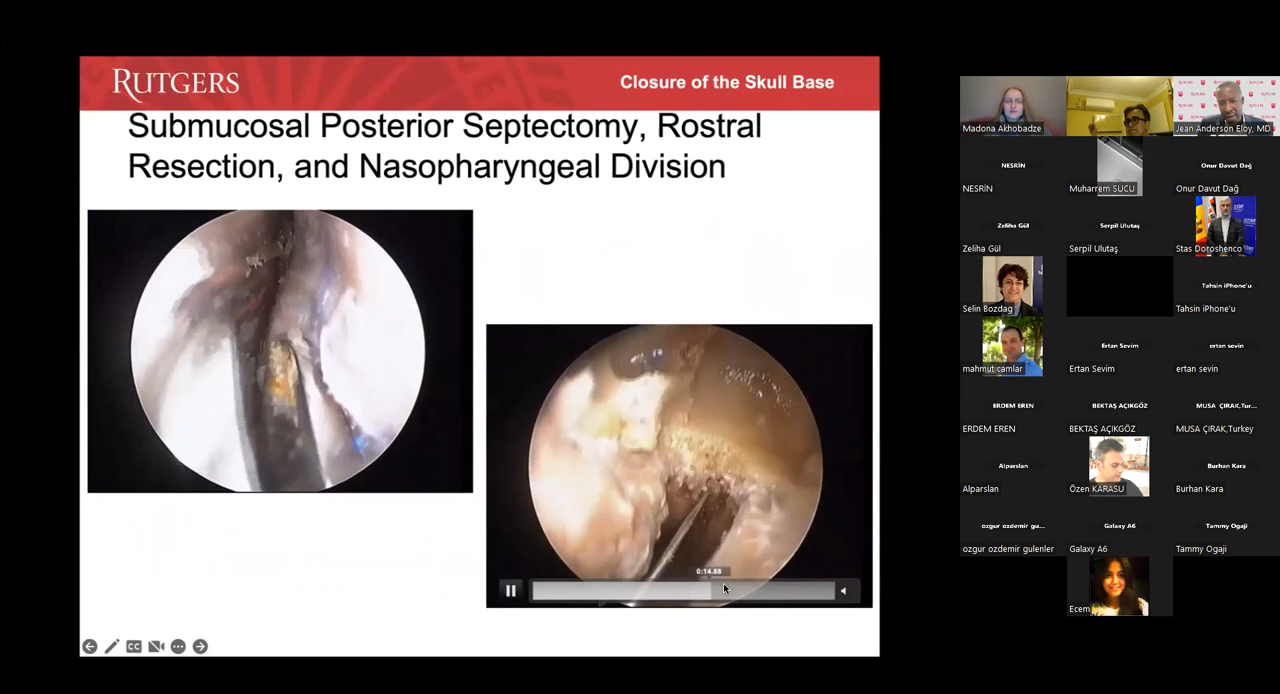 RUTGERS
Closure of the Skull Base
Submucosal Posterior Septectomy, Rostral
Resection, and Nasopharyngeal Division
0:14.88
CC
Madona Akhobadze
Jean Anderson Eloy, MD
NESRİN
NESRİN
Muharrem SUCU
Onur Davut Dağ
Onur Davut Dağ
Zeliha Gül
Zeliha Gül
Serpil Ulutaş
Serpil Ulutaş
Stas Doroshenco
Selin Bozdag
Tahsin iPhone'u
Tahsin iPhone'u
mahmut camlar
Ertan Sevim
Ertan Sevim
ertan sevin
ertan sevin
ERDEM EREN
ERDEM EREN
BEKTAŞ AÇIKGÖZ
BEKTAŞ AÇIKGÖZ
MUSA ÇIRAK,Tur...
MUSA ÇIRAK,Turkey
Alparslan
Alparslan
Özen KARASU
Burhan Kara
Burhan Kara
ozgur ozdemir gu...
ozgur ozdemir gulenler
Galaxy A6
Galaxy A6
Tammy Ogaji
Tammy Ogaji
Ecem